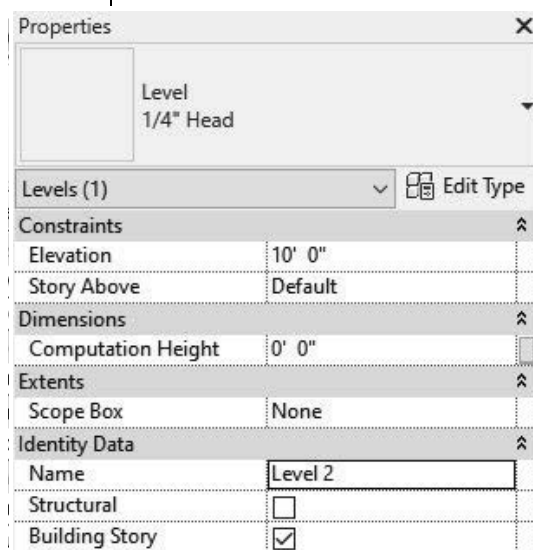 Properties
Level
1/4" Head
Levels (1)
Edit Type
Constraints
Elevation 10' 0"
Story Above Default
Dimensions
Computation Height 0' 0"
Extents
Scope Box None
Identity Data
Name Level 2
Structural
Building Story